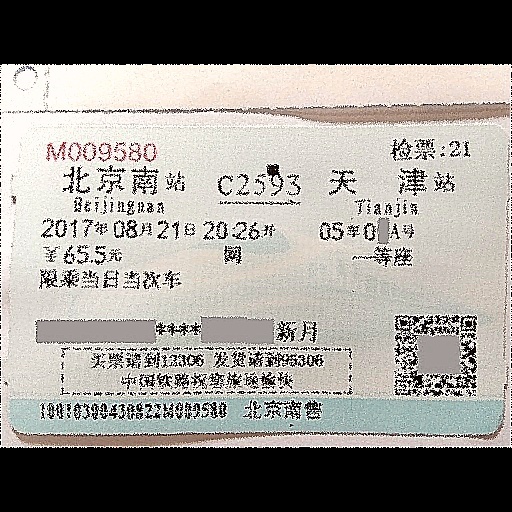 M009580 检票:21
北京南站 C2593 天津站
Beijingnan Tianjin
2017年08月21日20:26开 05车0 A号
￥65.5元 网 一等座
限乘当日当次车
**** 新月
买票请到12306 发货请到95306
中国铁路祝您旅途愉快
10010300430822M009580 北京南售